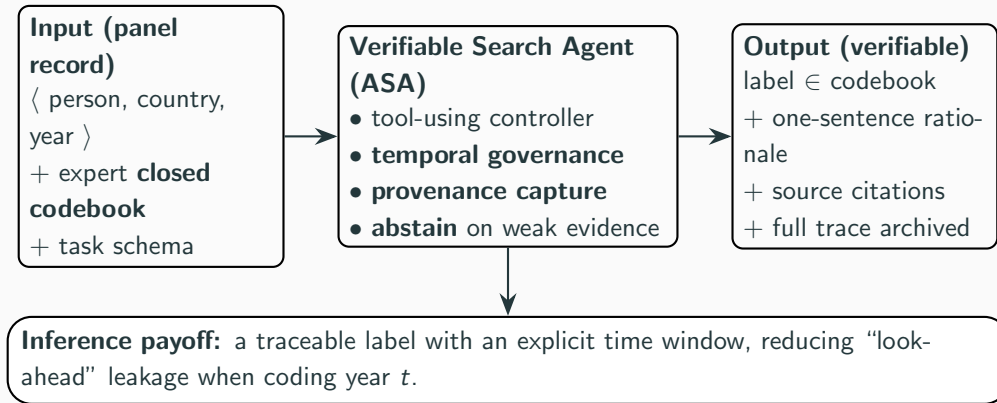 Input (panel
record)
⟨ person, country,
year ⟩
+ expert closed
codebook
+ task schema
Verifiable Search Agent
(ASA)
• tool-using controller
• temporal governance
• provenance capture
• abstain on weak evidence
Output (verifiable)
label ∈ codebook
+ one-sentence ratio-
nale
+ source citations
+ full trace archived
Inference payoff: a traceable label with an explicit time window, reducing “look-
ahead” leakage when coding year t.